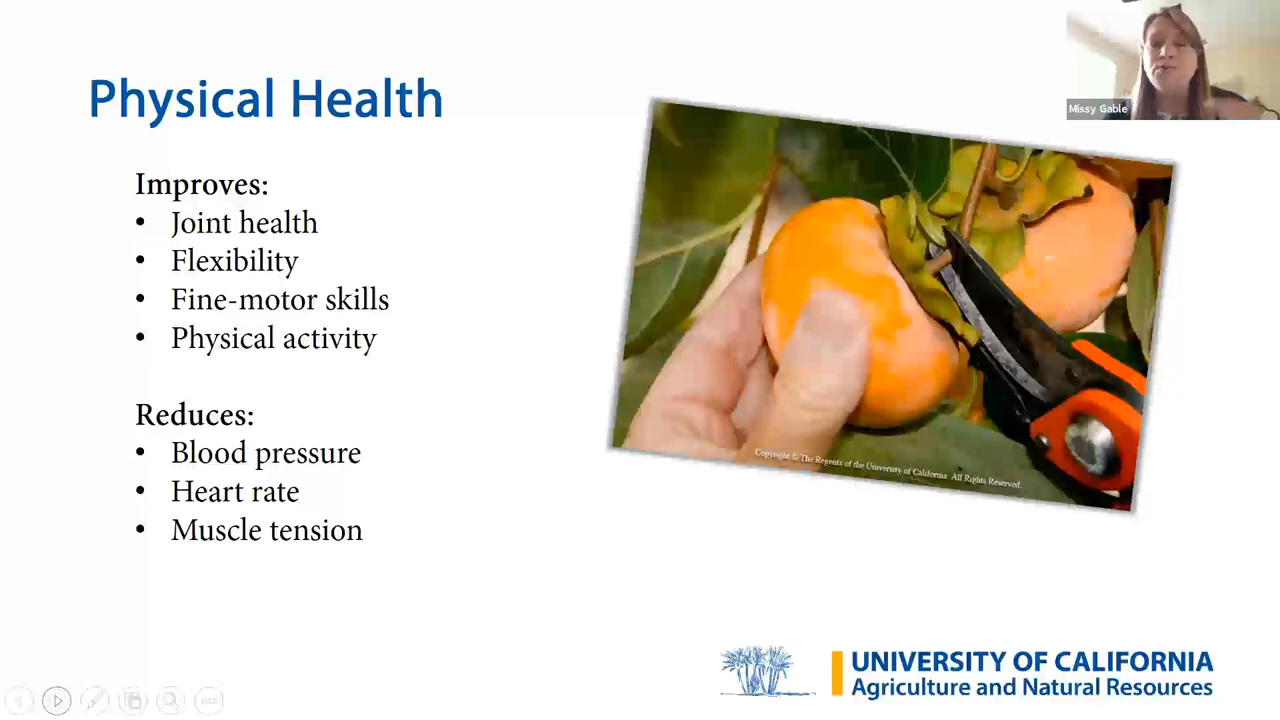 Physical Health
Missy Gable
Improves:
• Joint health
• Flexibility
• Fine-motor skills
• Physical activity
Reduces:
• Blood pressure
• Heart rate
• Muscle tension
Copyright © The Regents of the University of California. All Rights Reserved.
UNIVERSITY OF CALIFORNIA
Agriculture and Natural Resources